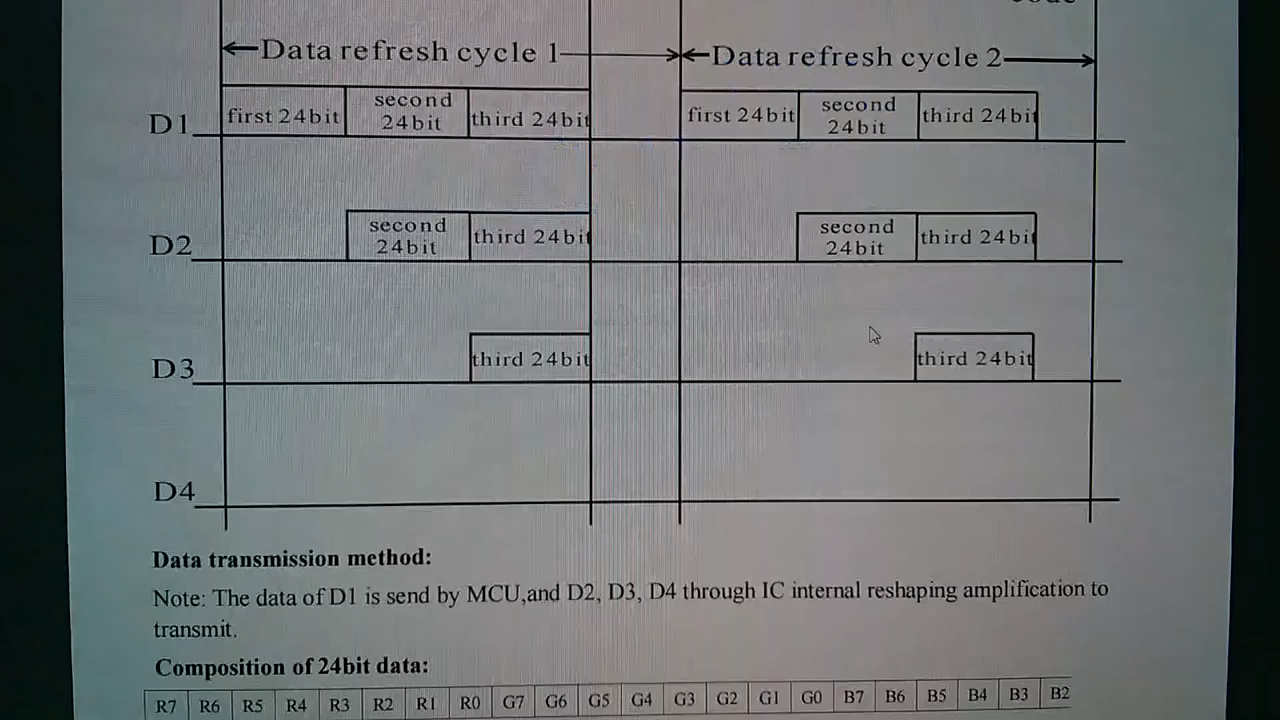 code
Data refresh cycle 1 Data refresh cycle 2
D1 first 24bit second 24bit third 24bit first 24bit second 24bit third 24bit
D2 second 24bit third 24bit second 24bit third 24bit
D3 third 24bit third 24bit
D4
Data transmission method:
Note: The data of D1 is send by MCU,and D2, D3, D4 through IC internal reshaping amplification to
transmit.
Composition of 24bit data:
R7 R6 R5 R4 R3 R2 R1 R0 G7 G6 G5 G4 G3 G2 G1 G0 B7 B6 B5 B4 B3 B2